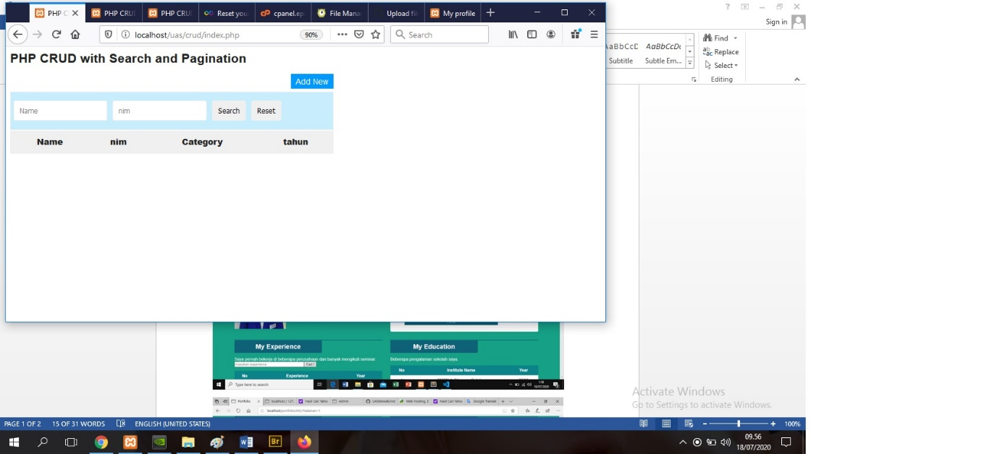 PHP C
PHP CRU
PHP CRU
Reset you
cpanel.ep
File Mana
Upload fil
My profile
Sign in
localhost/uas/crud/index.php
90%
Search
AaBbCcD
AaBbCcDt
Subtitle
Subtle Em...
Find
Replace
Select
Editing
PHP CRUD with Search and Pagination
Add New
Name
nim
Search
Reset
Name nim Category tahun
My Experience
My Education
Saya pernah bekerja di beberapa perusahaan dan banyak mengikuti seminar.
Beberapa pengalaman sekolah saya
masukan experience
Cari !
No Experience Year
No Institute Name Year
Type here to search
18/07/2020
Portfolio
localhost / 127.
Hasil Cari Yahoo
Admin
Web Hosting, D
Hasil Cari Yahoo
Google Translat
Activate Windows
Go to Settings to activate Windows.
PAGE 1 OF 2
15 OF 31 WORDS
ENGLISH (UNITED STATES)
100%
Br
09.56
18/07/2020